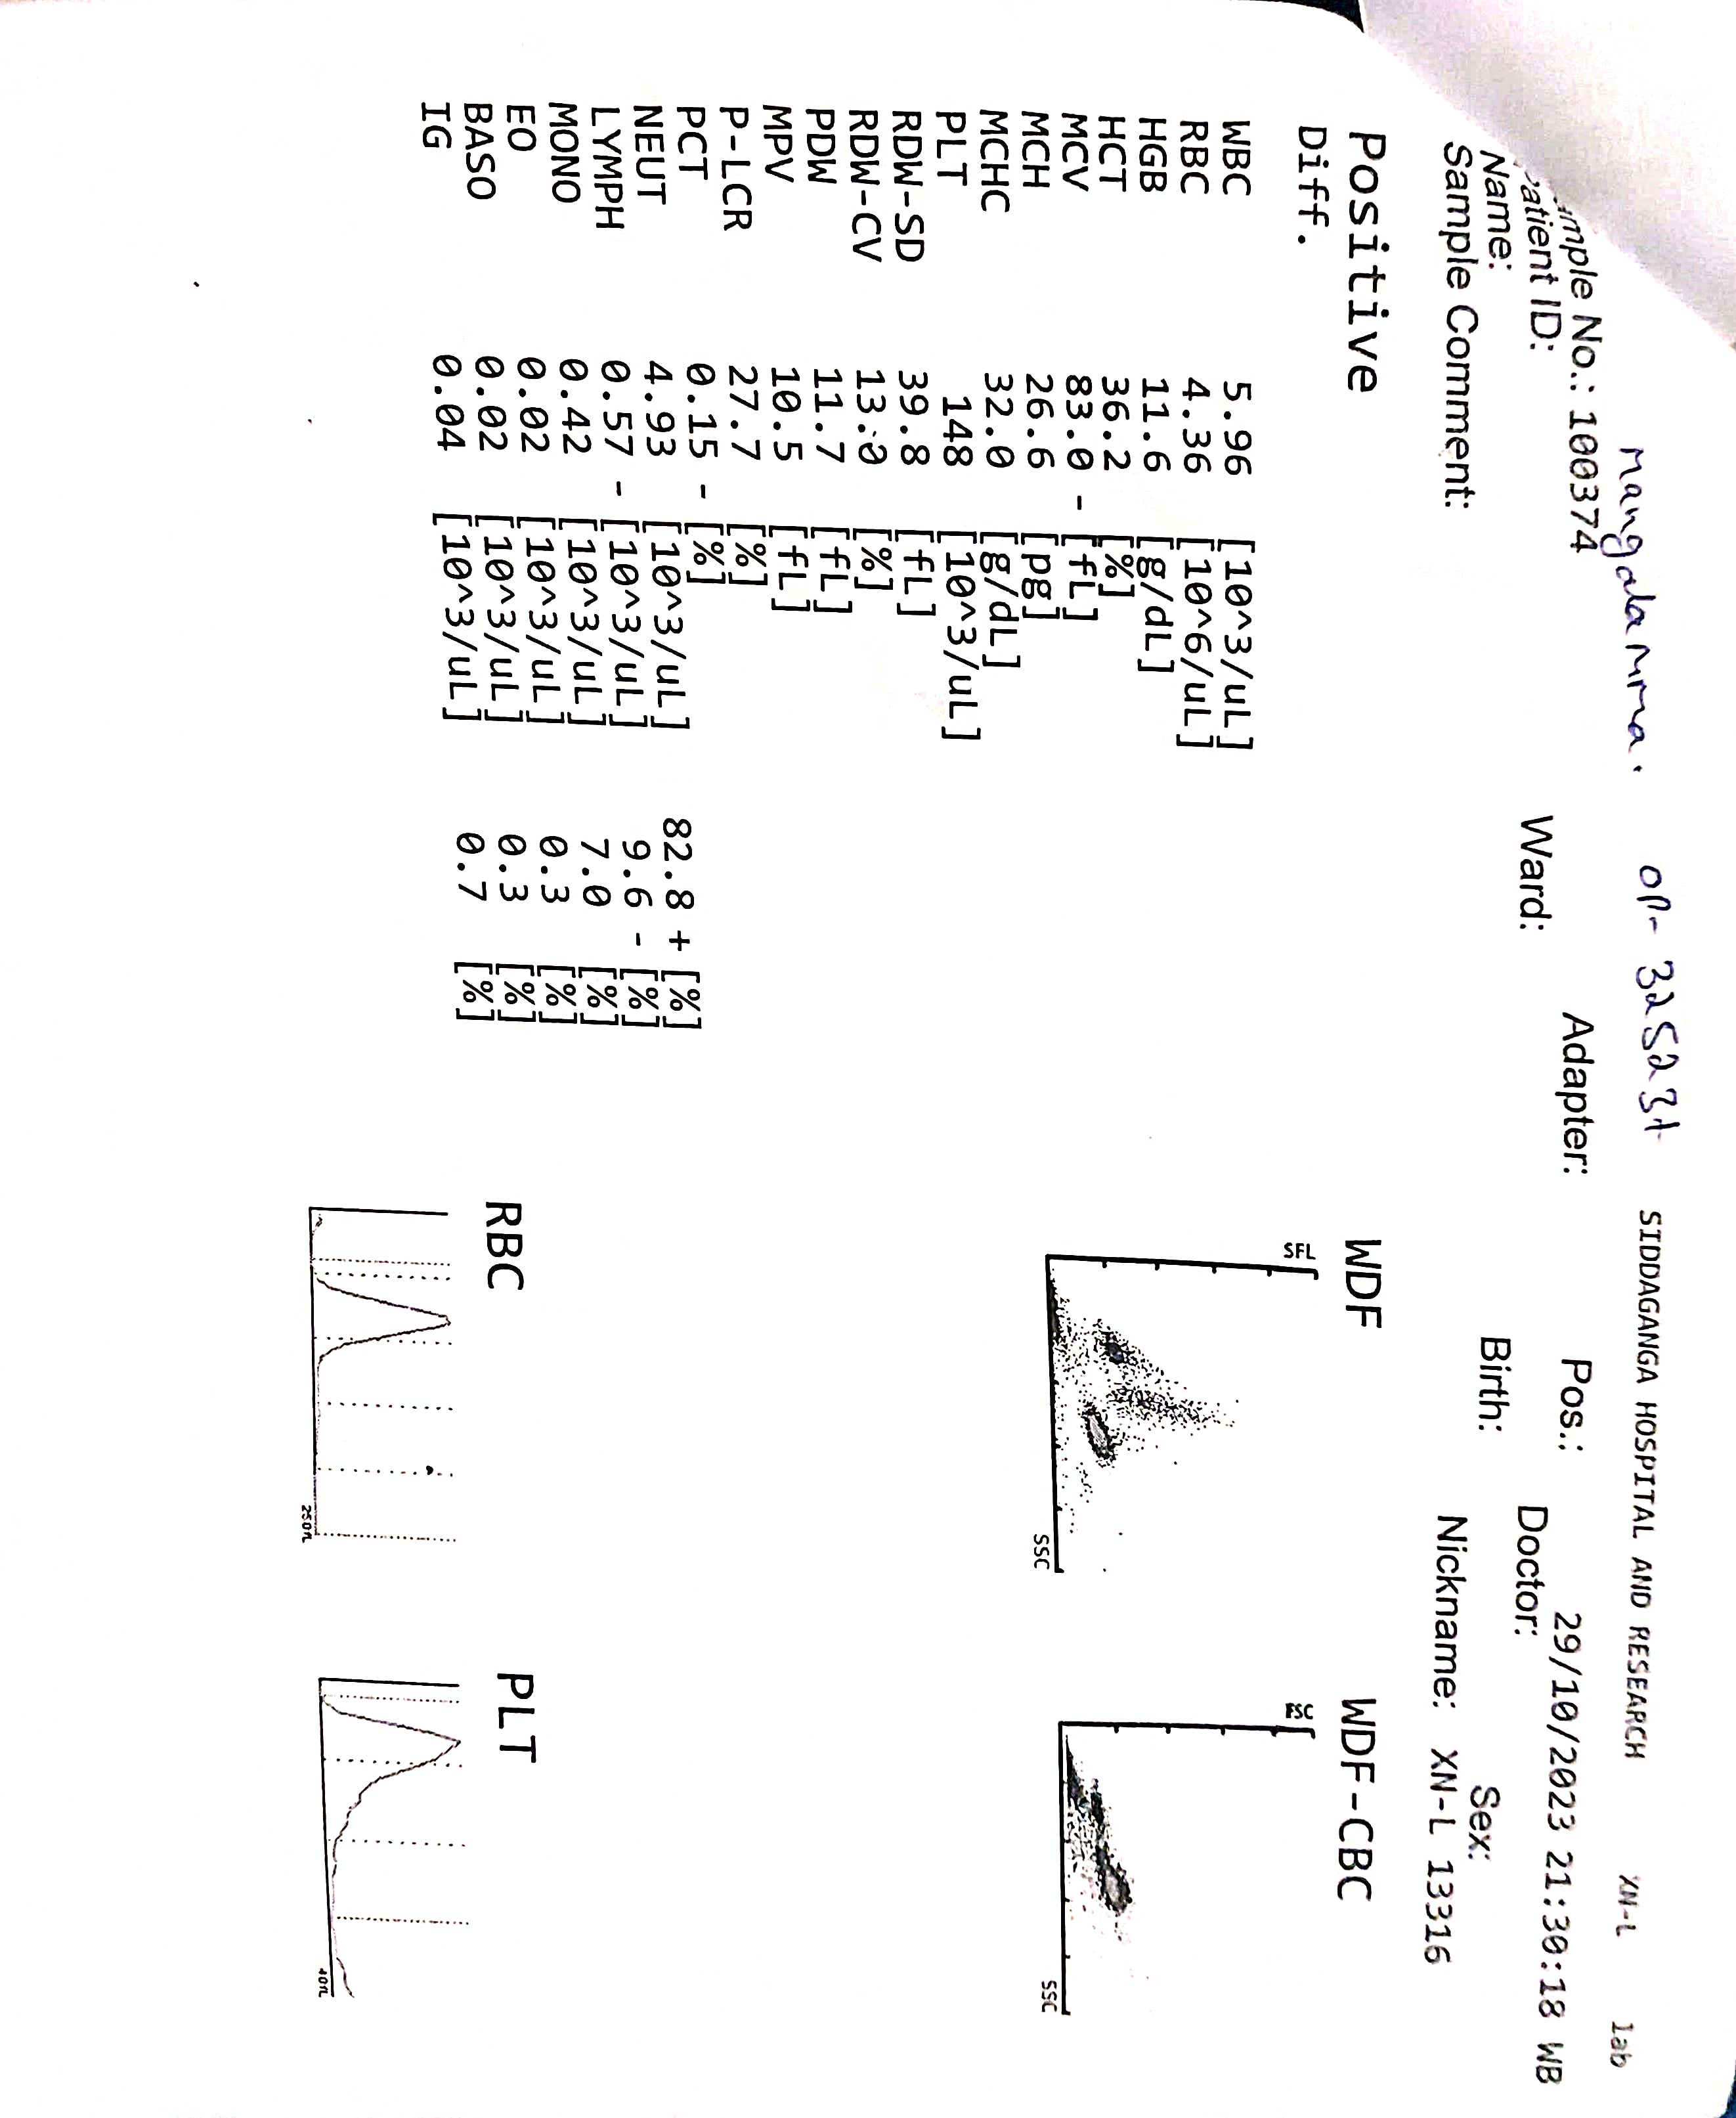 Mangalamma. OP- 325237 SIDDAGANGA HOSPITAL AND RESEARCH XN-L lab
mple No.: 100374 Adapter: Pos.: 29/10/2023 21:30:18 WB
atient ID: Ward: Doctor:
Name: Birth: Sex:
Sample Comment: Nickname: XN-L 13316
Positive
Diff.
WDF WDF-CBC
SFL FSC
SSC SSC
WBC 5.96 [10^3/uL]
RBC 4.36 [10^6/uL]
HGB 11.6 [g/dL]
HCT 36.2 [%]
MCV 83.0 - [fL]
MCH 26.6 [pg]
MCHC 32.0 [g/dL]
PLT 148 [10^3/uL]
RDW-SD 39.8 [fL]
RDW-CV 13.0 [%]
PDW 11.7 [fL]
MPV 10.5 [fL]
P-LCR 27.7 [%]
PCT 0.15 - [%]
NEUT 4.93 [10^3/uL] 82.8 + [%]
LYMPH 0.57 - [10^3/uL] 9.6 - [%]
MONO 0.42 [10^3/uL] 7.0 [%]
EO 0.02 [10^3/uL] 0.3 [%]
BASO 0.02 [10^3/uL] 0.3 [%]
IG 0.04 [10^3/uL] 0.7 [%]
RBC PLT
250fL 40fL